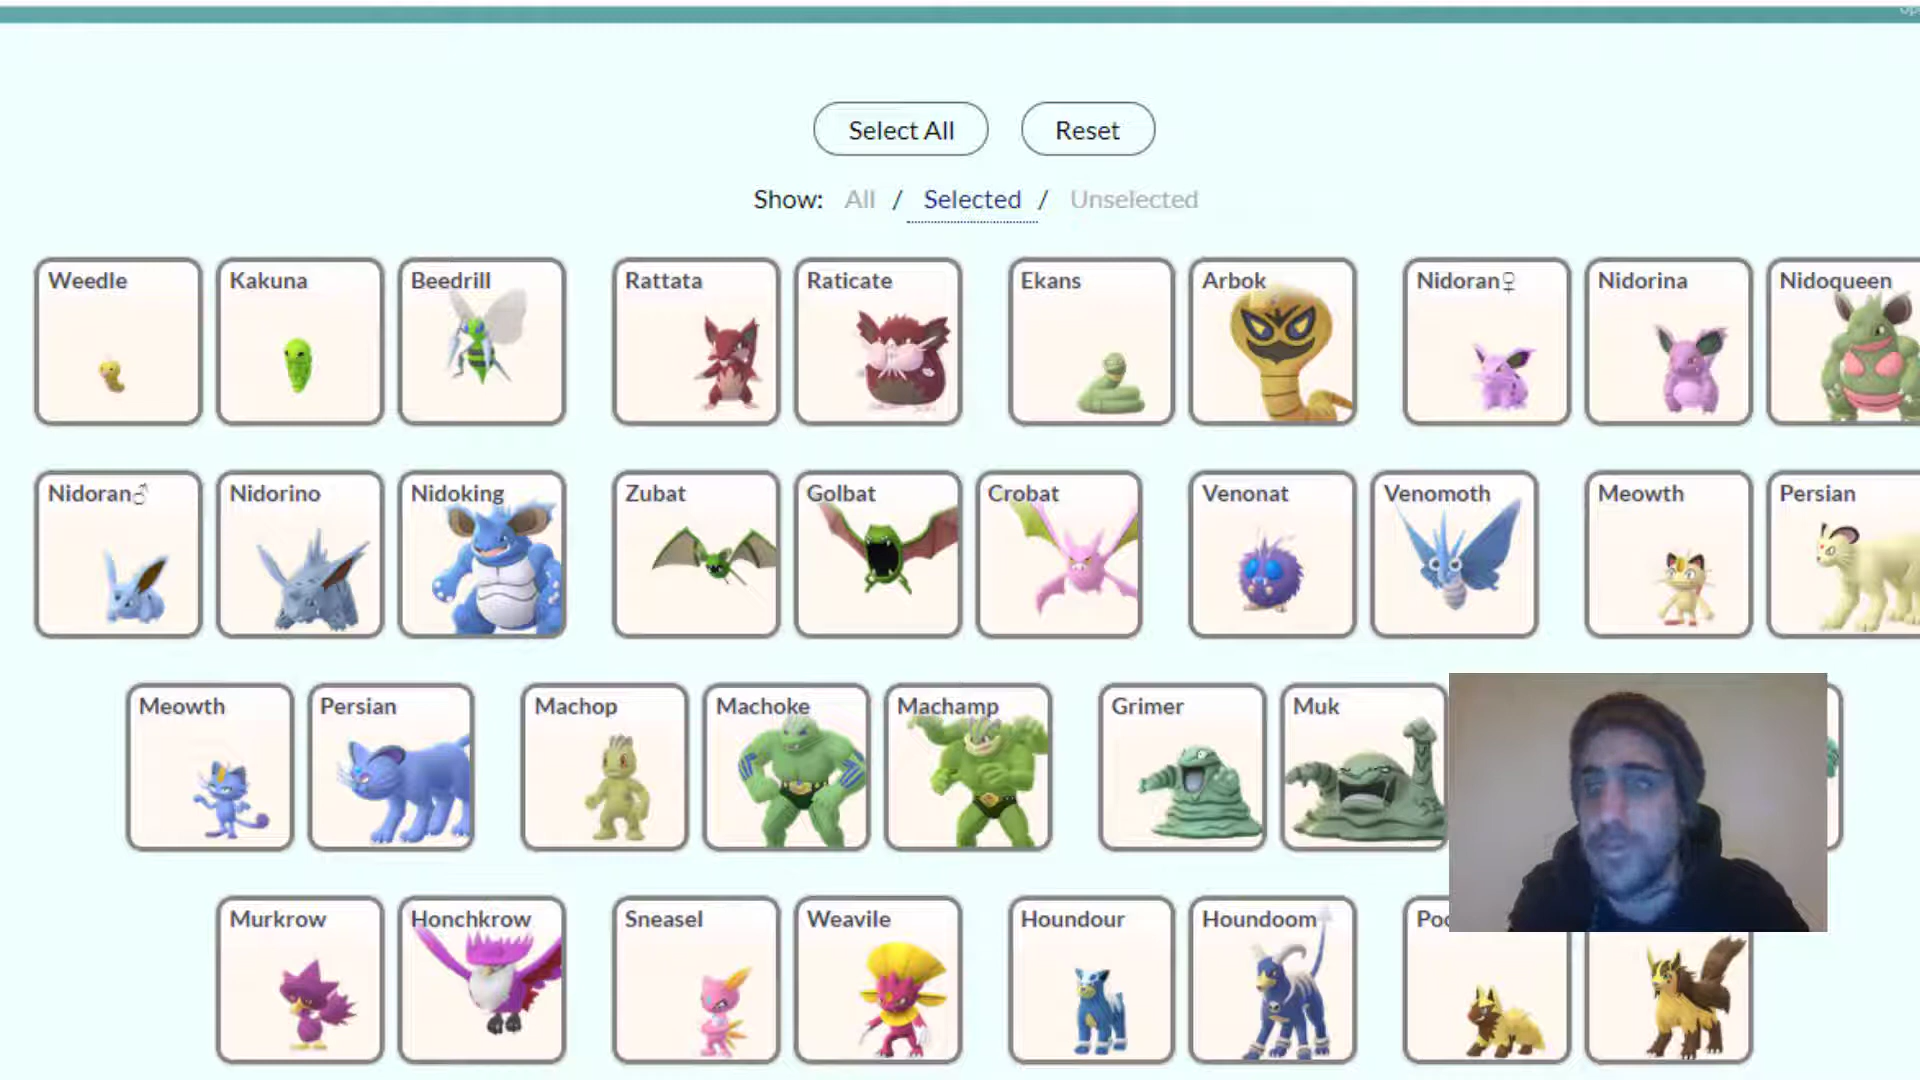 Select All Reset
Show: All / Selected / Unselected
Weedle Kakuna Beedrill Rattata Raticate Ekans Arbok Nidoran♀ Nidorina Nidoqueen
Nidoran♂ Nidorino Nidoking Zubat Golbat Crobat Venonat Venomoth Meowth Persian
Meowth Persian Machop Machoke Machamp Grimer Muk
Murkrow Honchkrow Sneasel Weavile Houndour Houndoom